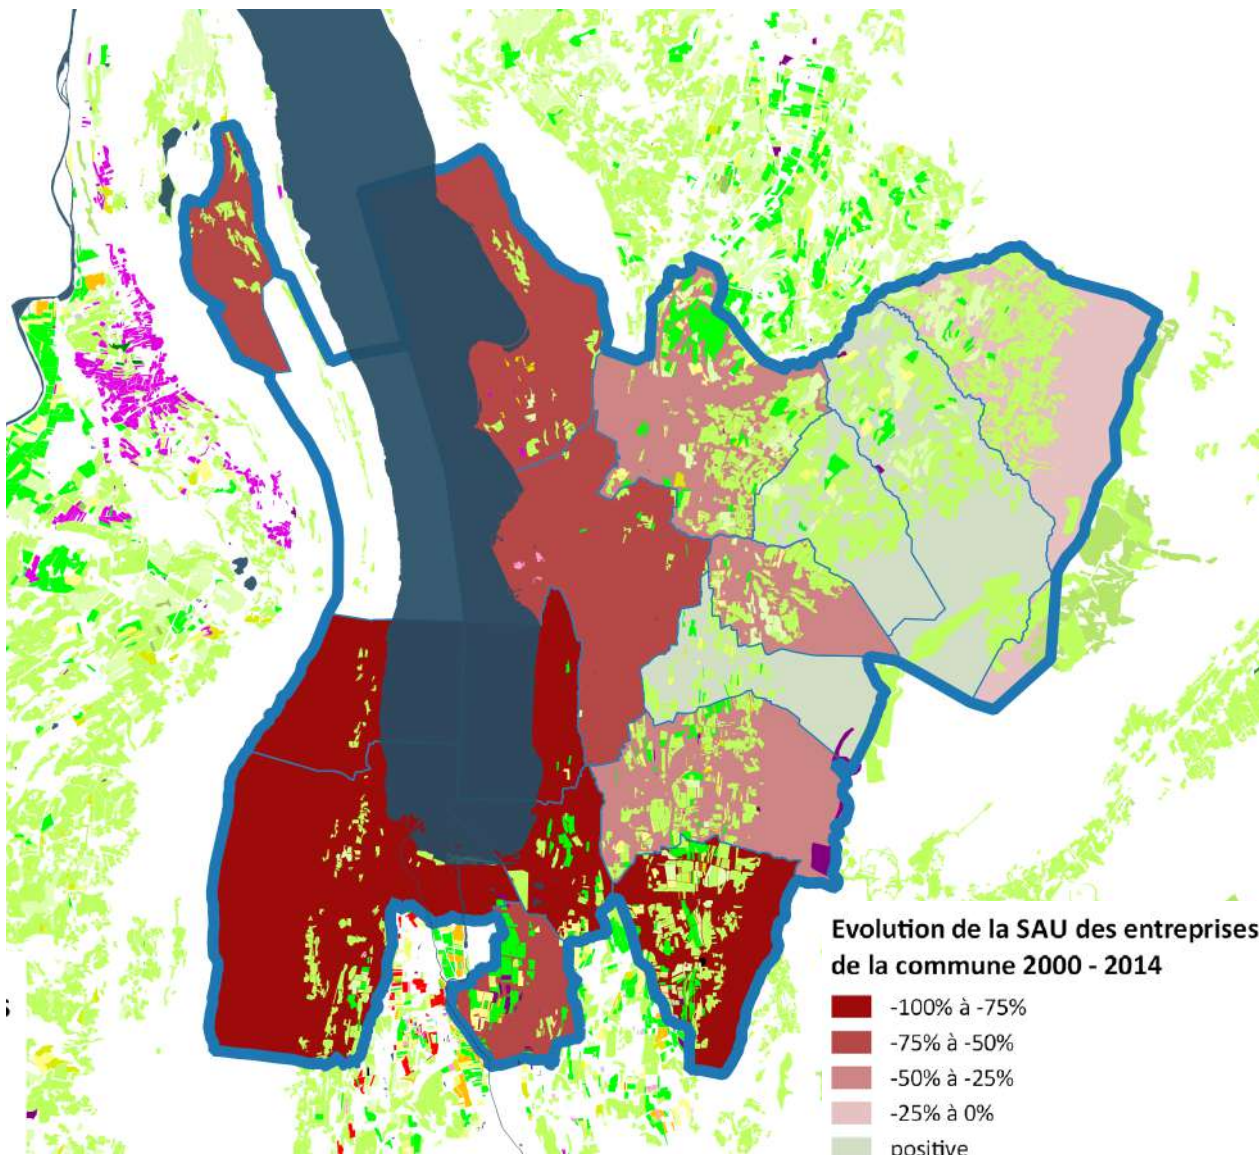 Evolution de la SAU des entreprises
de la commune 2000 - 2014
-100% à -75%
-75% à -50%
-50% à -25%
-25% à 0%
positive